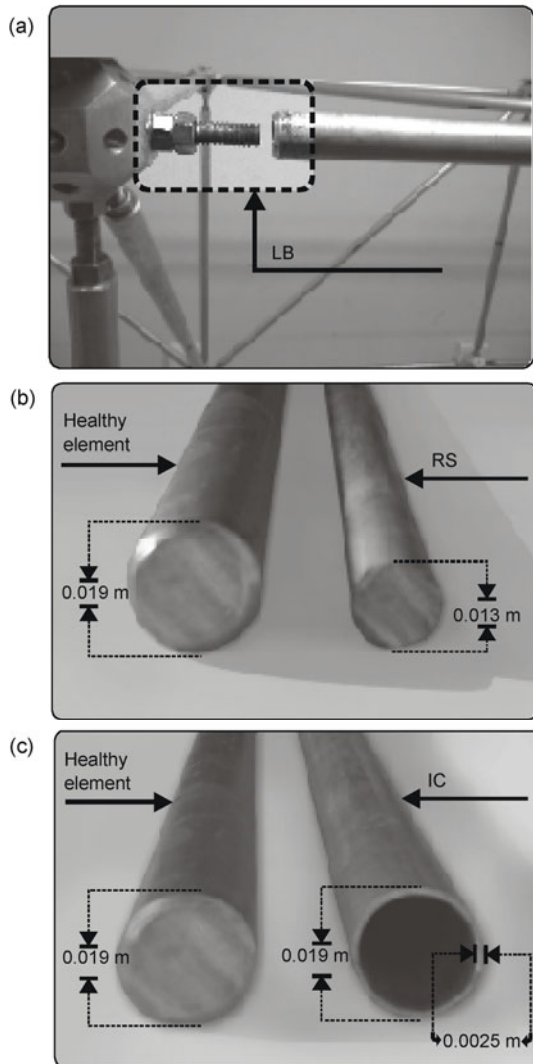 (a)
LB
(b)
Healthy
element
RS
0.019 m
0.013 m
(c)
Healthy
element
IC
0.019 m
0.019 m
0.0025 m